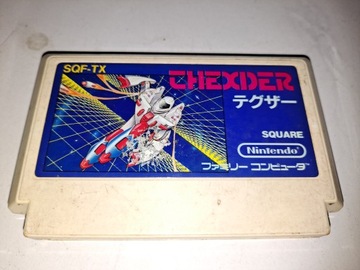 SQF-TX
THEXDER
テグザー
SQUARE
Nintendo
ファミリー コンピュータ